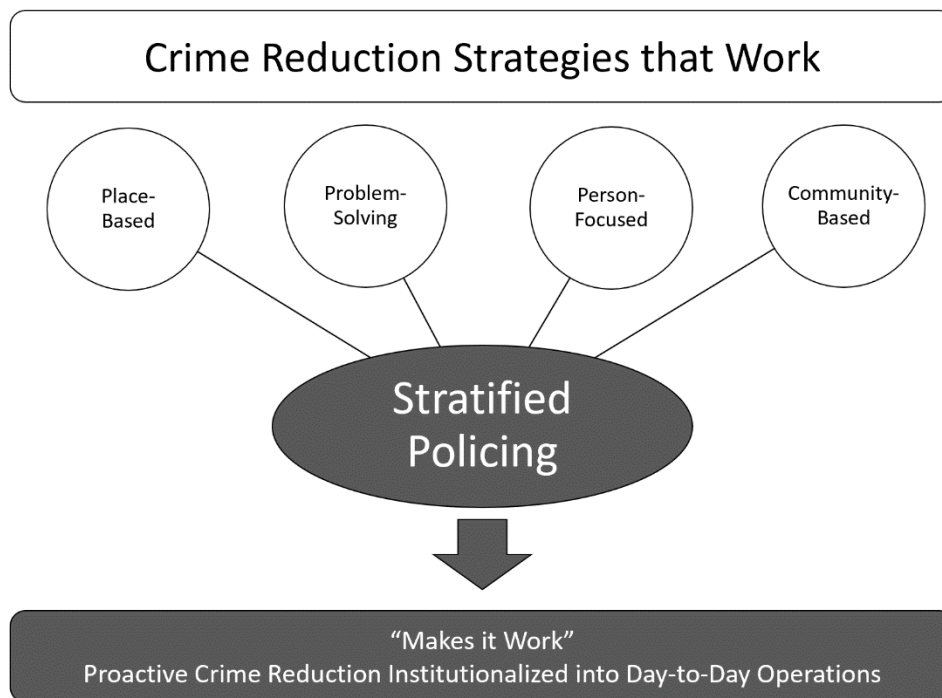 Crime Reduction Strategies that Work
Place-
Based
Problem-
Solving
Person-
Focused
Community-
Based
Stratified
Policing
“Makes it Work”
Proactive Crime Reduction Institutionalized into Day-to-Day Operations